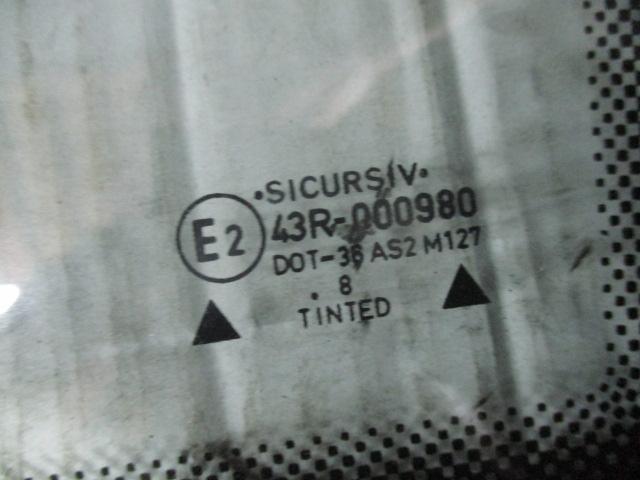 •SICURSIV•
E2 43R-000980
DOT-36 AS2 M127
.8
TINTED